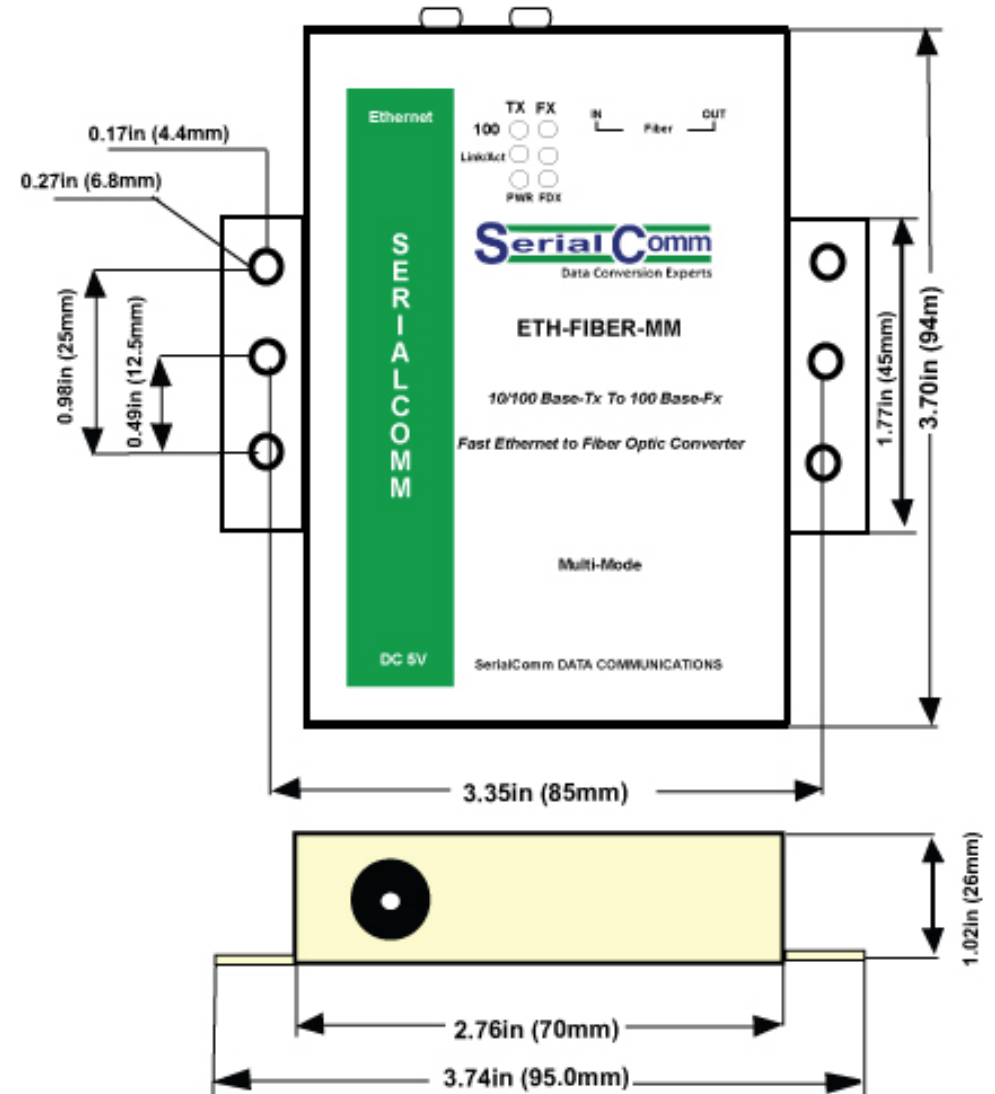 Ethernet
TX FX
100
Link/Act
PWR FDX
IN
OUT
Fiber
0.17in (4.4mm)
0.27in (6.8mm)
SERIALCOMM
Serial Comm
Data Conversion Experts
ETH-FIBER-MM
0.98in (25mm)
0.49in (12.5mm)
10/100 Base-Tx To 100 Base-Fx
Fast Ethernet to Fiber Optic Converter
1.77in (45mm)
3.70in (94m)
Multi-Mode
DC 5V
SerialComm DATA COMMUNICATIONS
3.35in (85mm)
1.02in (26mm)
2.76in (70mm)
3.74in (95.0mm)